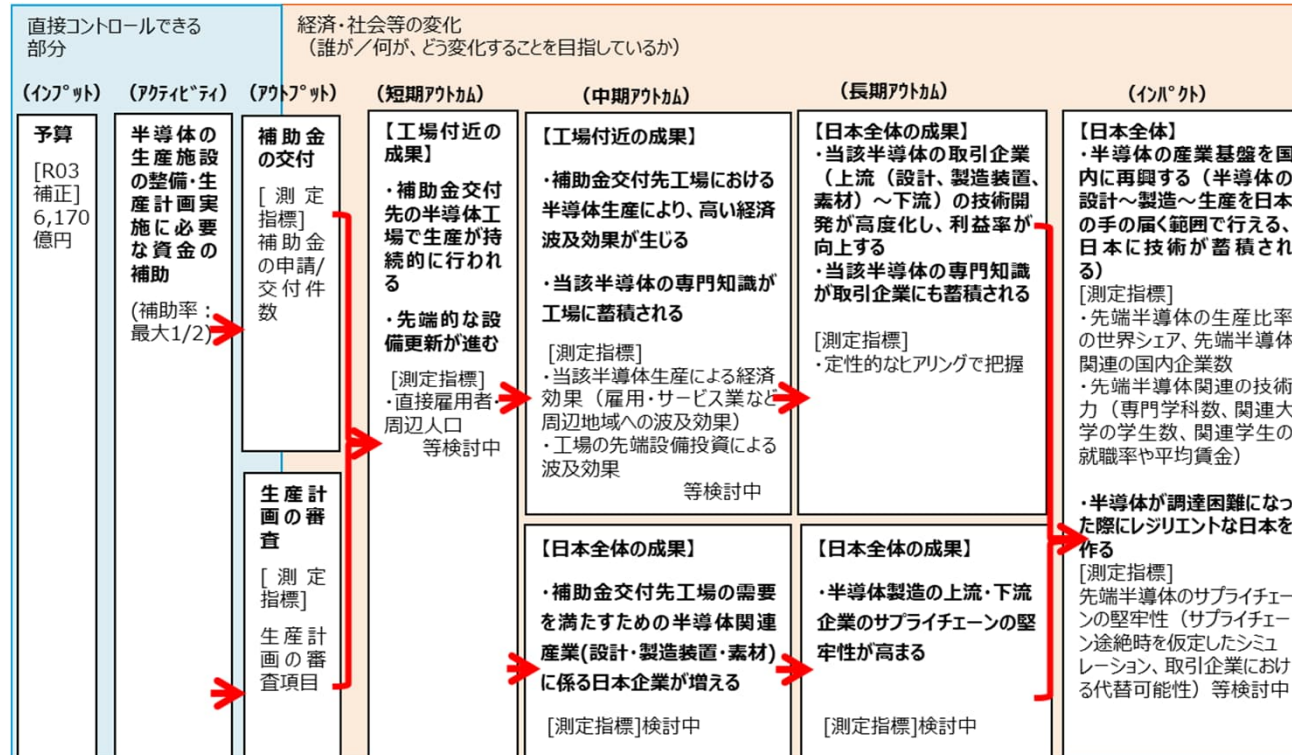 直接コントロールできる
部分
経済・社会等の変化
（誰が／何が、どう変化することを目指しているか）
（ｲﾝﾌﾟｯﾄ）
（ｱｸﾃｨﾋﾞﾃｨ）
（ｱｳﾄﾌﾟｯﾄ）
（短期ｱｳﾄｶﾑ）
（中期ｱｳﾄｶﾑ）
（長期ｱｳﾄｶﾑ）
（ｲﾝﾊﾟｸﾄ）
予算
[R03
補正]
6,170
億円
半導体の
生産施設
の整備・生
産計画実
施に必要
な資金の
補助
(補助率：
最大1/2)
補助金
の交付
[測定
指標]
補助金
の申請/
交付件
数
生産計
画の審
査
[測定
指標]
生産計
画の審
査項目
【工場付近の
成果】
・補助金交付
先の半導体工
場で生産が持
続的に行われ
る
・先端的な設
備更新が進む
[測定指標]
・直接雇用者・
周辺人口
等検討中
【工場付近の成果】
・補助金交付先工場における
半導体生産により、高い経済
波及効果が生じる
・当該半導体の専門知識が
工場に蓄積される
[測定指標]
・当該半導体生産による経済
効果（雇用・サービス業など
周辺地域への波及効果）
・工場の先端設備投資による
波及効果
等検討中
【日本全体の成果】
・補助金交付先工場の需要
を満たすための半導体関連
産業(設計・製造装置・素材)
に係る日本企業が増える
[測定指標]検討中
【日本全体の成果】
・当該半導体の取引企業
（上流（設計、製造装置、
素材）～下流）の技術開
発が高度化し、利益率が
向上する
・当該半導体の専門知識
が取引企業にも蓄積される
[測定指標]
・定性的なヒアリングで把握
【日本全体の成果】
・半導体製造の上流・下流
企業のサプライチェーンの堅
牢性が高まる
[測定指標]検討中
【日本全体】
・半導体の産業基盤を国
内に再興する（半導体の
設計～製造～生産を日本
の手の届く範囲で行える、
日本に技術が蓄積され
る）
[測定指標]
・先端半導体の生産比率
の世界シェア、先端半導体
関連の国内企業数
・先端半導体関連の技術
力（専門学科数、関連大
学の学生数、関連学生の
就職率や平均賃金）
・半導体が調達困難になっ
た際にレジリエントな日本を
作る
[測定指標]
先端半導体のサプライチェー
ンの堅牢性（サプライチェー
ン途絶時を仮定したシミュ
レーション、取引企業におけ
る代替可能性）等検討中